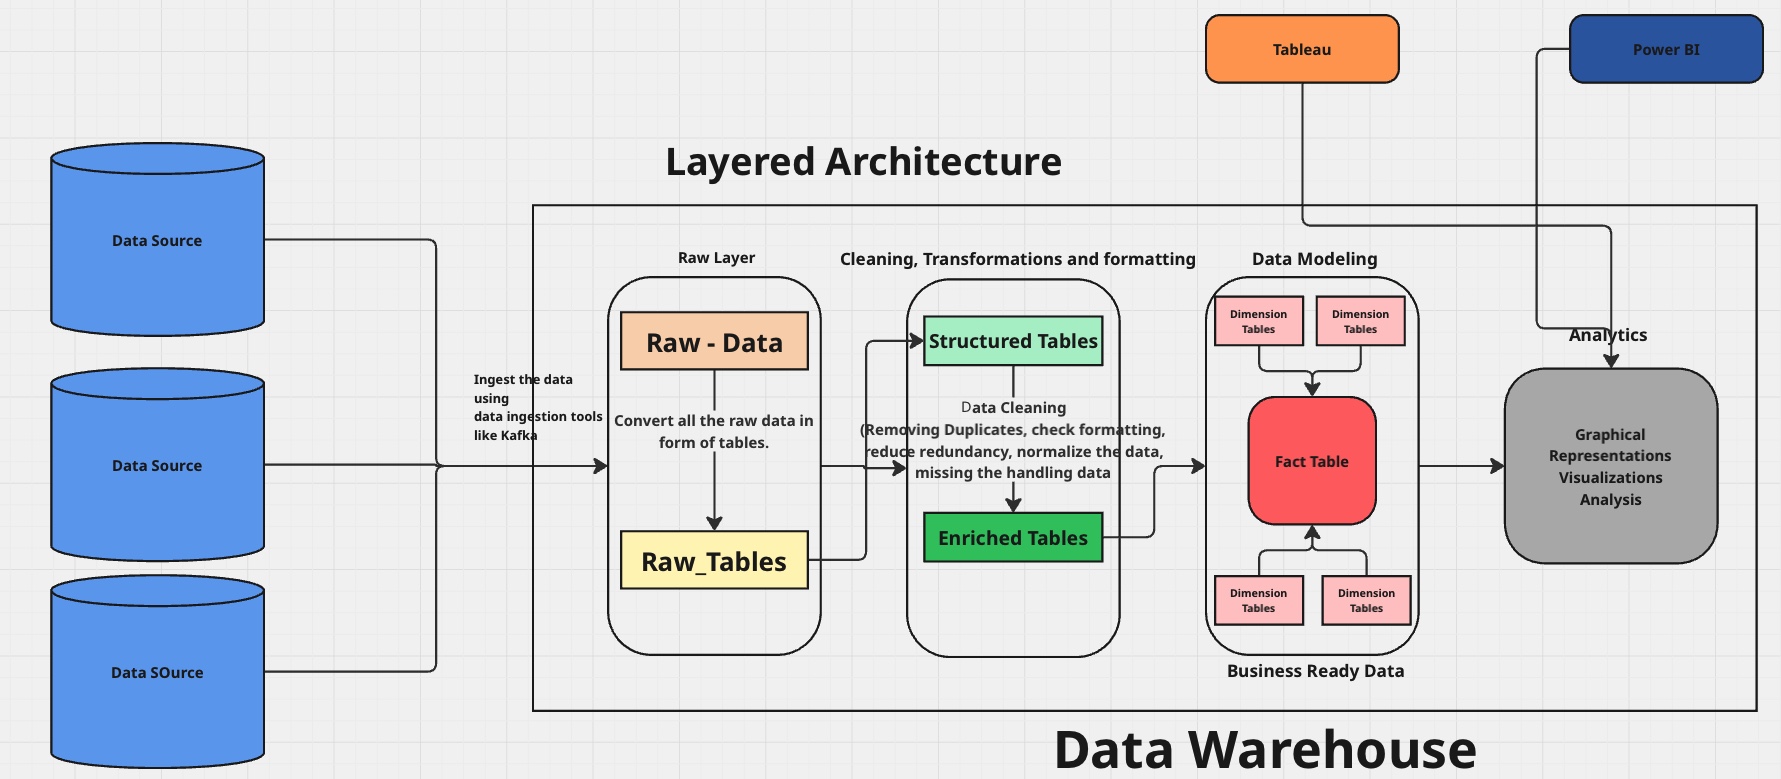 Tableau
Power BI
Layered Architecture
Data Source
Data Source
Data SOurce
Ingest the data
using
data ingestion tools
like Kafka
Raw Layer
Raw - Data
Convert all the raw data in
form of tables.
Raw_Tables
Cleaning, Transformations and formatting
Structured Tables
Data Cleaning
(Removing Duplicates, check formatting,
reduce redundancy, normalize the data,
missing the handling data
Enriched Tables
Data Modeling
Dimension
Tables
Dimension
Tables
Fact Table
Dimension
Tables
Dimension
Tables
Business Ready Data
Analytics
Graphical
Representations
Visualizations
Analysis
Data Warehouse